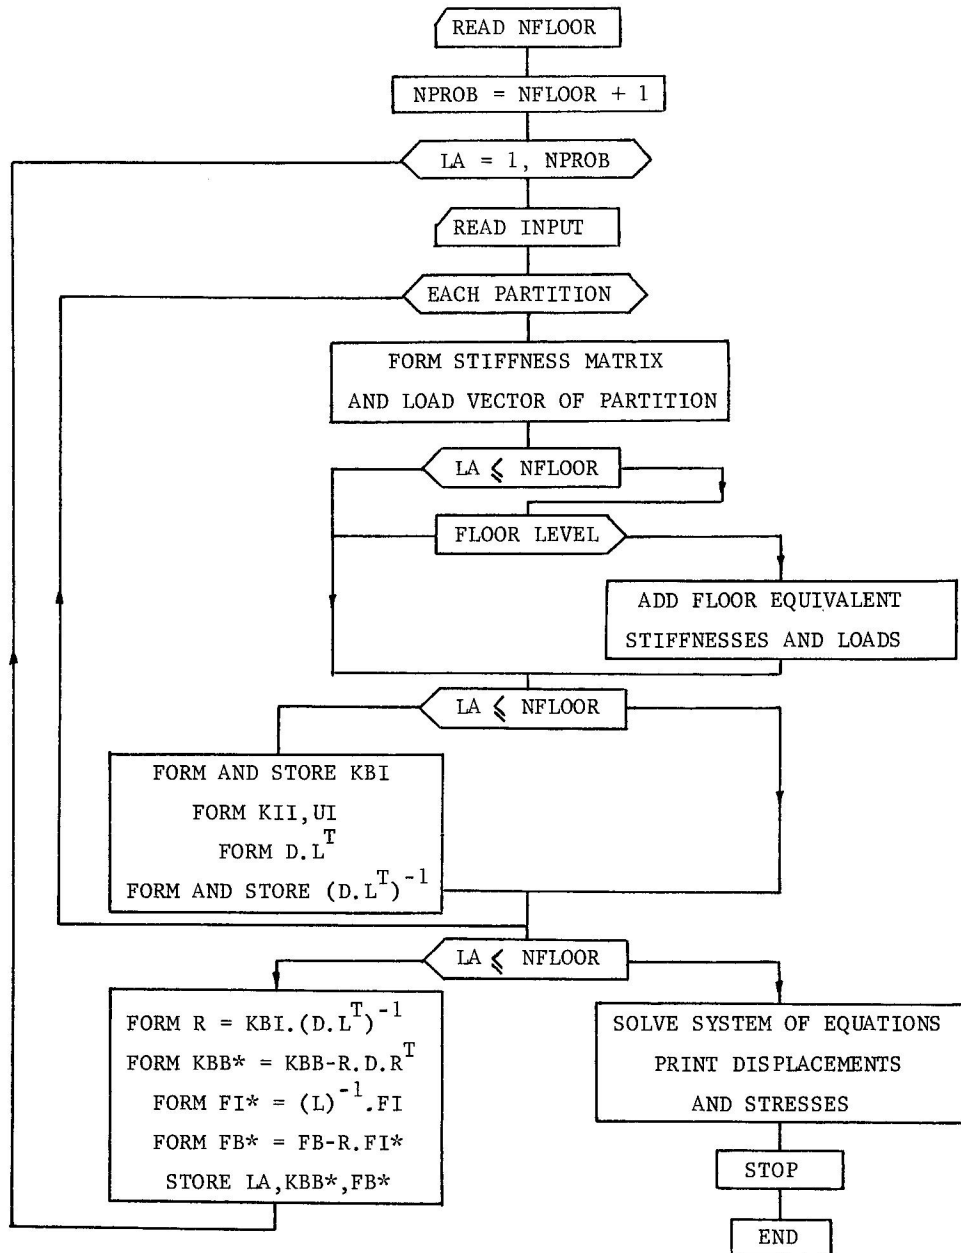 READ NFLOOR
NPROB = NFLOOR + 1
LA = 1, NPROB
READ INPUT
EACH PARTITION
FORM STIFFNESS MATRIX
AND LOAD VECTOR OF PARTITION
LA ⩽ NFLOOR
FLOOR LEVEL
ADD FLOOR EQUIVALENT
STIFFNESSES AND LOADS
LA ⩽ NFLOOR
FORM AND STORE KBI
FORM KII,UI
FORM D.L^T
FORM AND STORE (D.L^T)^-1
LA ⩽ NFLOOR
FORM R = KBI.(D.L^T)^-1
FORM KBB* = KBB-R.D.R^T
FORM FI* = (L)^-1.FI
FORM FB* = FB-R.FI*
STORE LA,KBB*,FB*
SOLVE SYSTEM OF EQUATIONS
PRINT DISPLACEMENTS
AND STRESSES
STOP
END